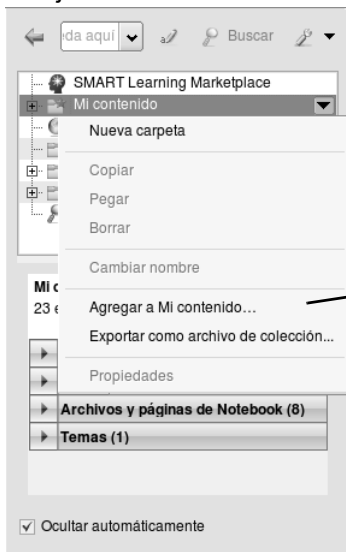 eda aquí
Buscar
SMART Learning Marketplace
Mi contenido
Nueva carpeta
Copiar
Pegar
Borrar
Cambiar nombre
Agregar a Mi contenido…
Exportar como archivo de colección...
Propiedades
Mi c
23 e
Archivos y páginas de Notebook (8)
Temas (1)
Ocultar automáticamente